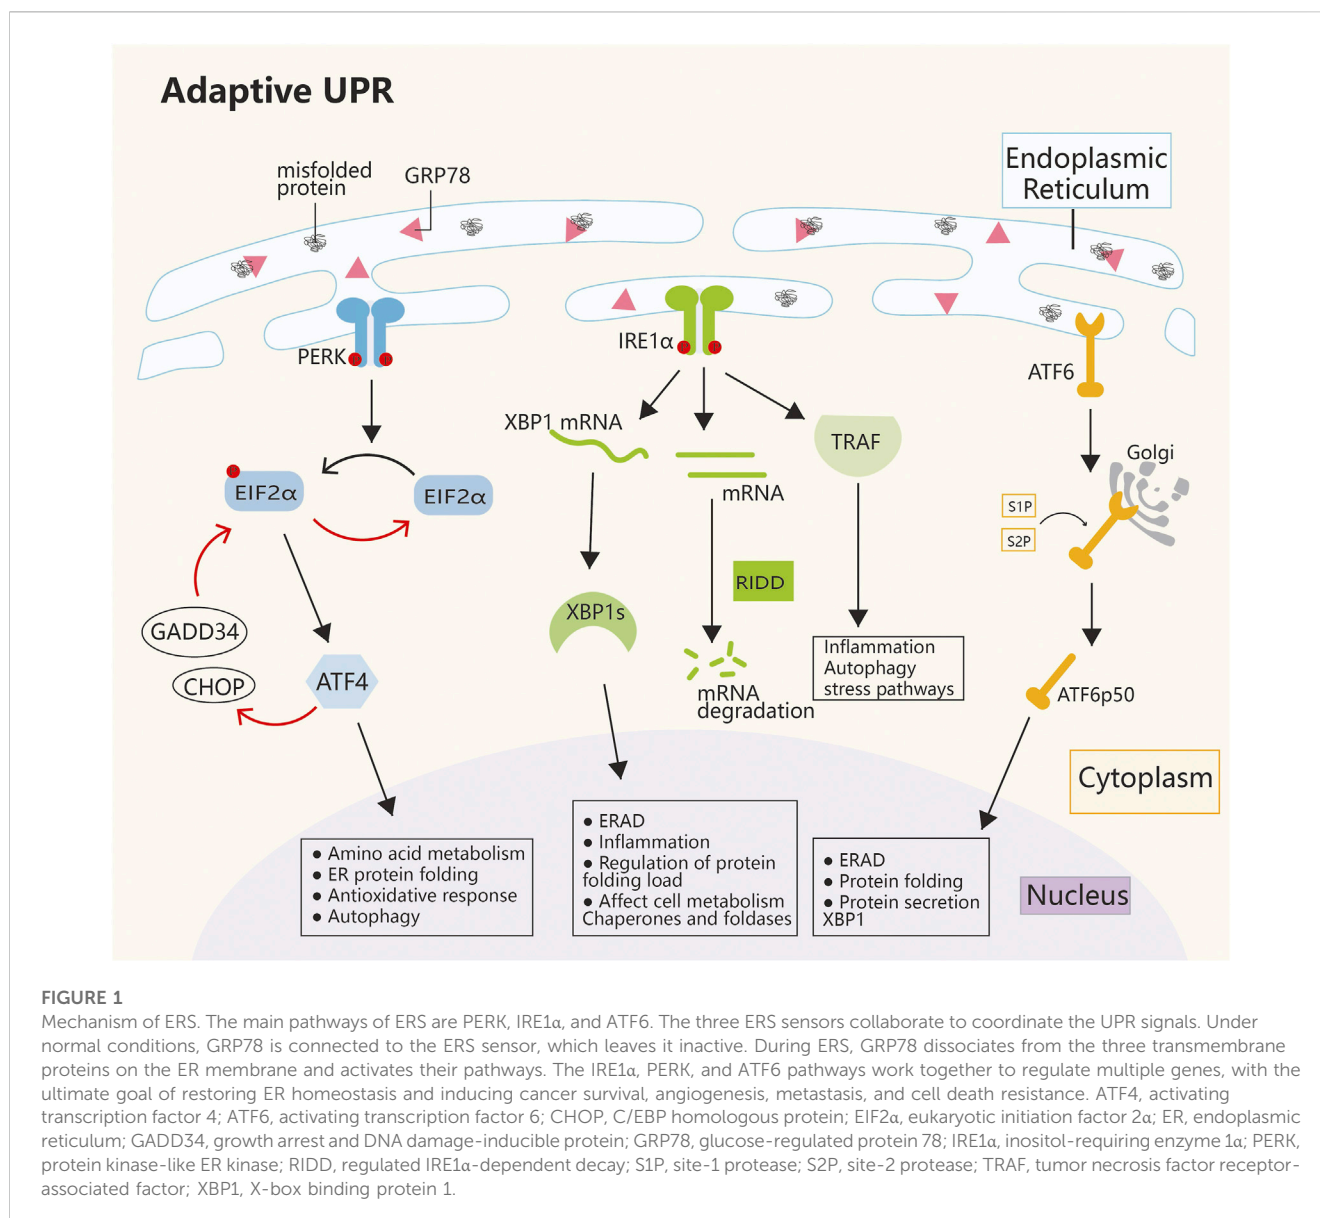 Adaptive UPR
misfolded
protein
GRP78
Endoplasmic
Reticulum
PERK
IRE1α
ATF6
XBP1 mRNA
TRAF
mRNA
Golgi
S1P
S2P
EIF2α
EIF2α
RIDD
XBP1s
GADD34
CHOP
ATF4
mRNA
degradation
Inflammation
Autophagy
stress pathways
ATF6p50
Cytoplasm
● Amino acid metabolism
● ER protein folding
● Antioxidative response
● Autophagy
● ERAD
● Inflammation
● Regulation of protein
folding load
● Affect cell metabolism
Chaperones and foldases
● ERAD
● Protein folding
● Protein secretion
XBP1
Nucleus
FIGURE 1
Mechanism of ERS. The main pathways of ERS are PERK, IRE1α, and ATF6. The three ERS sensors collaborate to coordinate the UPR signals. Under
normal conditions, GRP78 is connected to the ERS sensor, which leaves it inactive. During ERS, GRP78 dissociates from the three transmembrane
proteins on the ER membrane and activates their pathways. The IRE1α, PERK, and ATF6 pathways work together to regulate multiple genes, with the
ultimate goal of restoring ER homeostasis and inducing cancer survival, angiogenesis, metastasis, and cell death resistance. ATF4, activating
transcription factor 4; ATF6, activating transcription factor 6; CHOP, C/EBP homologous protein; EIF2α, eukaryotic initiation factor 2α; ER, endoplasmic
reticulum; GADD34, growth arrest and DNA damage-inducible protein; GRP78, glucose-regulated protein 78; IRE1α, inositol-requiring enzyme 1α; PERK,
protein kinase-like ER kinase; RIDD, regulated IRE1α-dependent decay; S1P, site-1 protease; S2P, site-2 protease; TRAF, tumor necrosis factor receptor-
associated factor; XBP1, X-box binding protein 1.